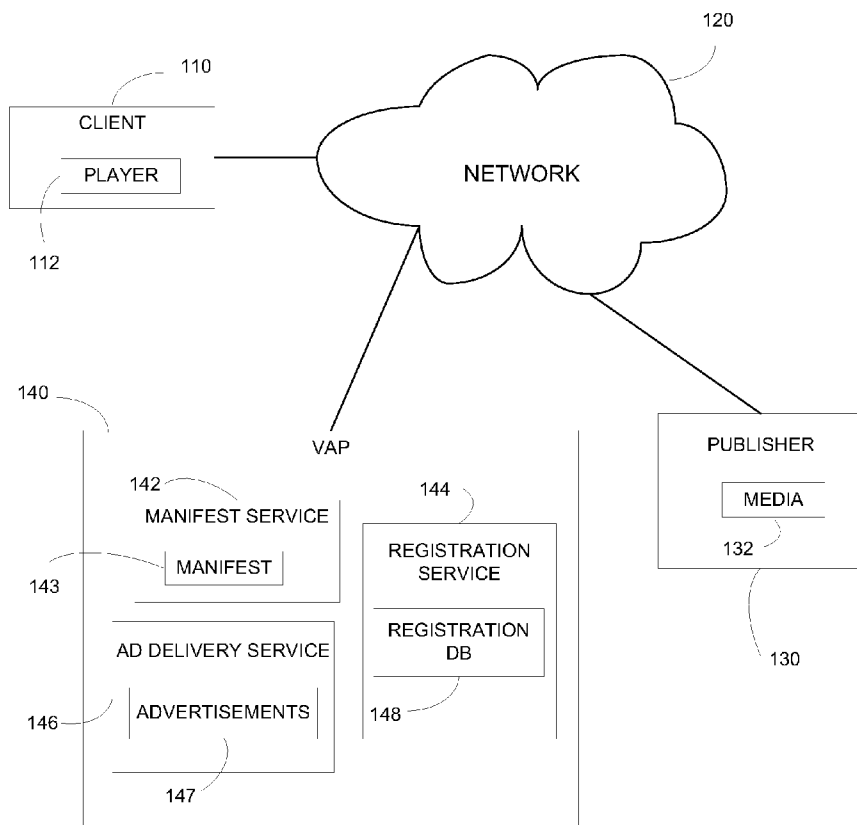 120
110
CLIENT
PLAYER
NETWORK
112
140
VAP
PUBLISHER
142
144
MEDIA
MANIFEST SERVICE
132
REGISTRATION
SERVICE
MANIFEST
143
REGISTRATION
DB
AD DELIVERY SERVICE
130
146
ADVERTISEMENTS
148
147